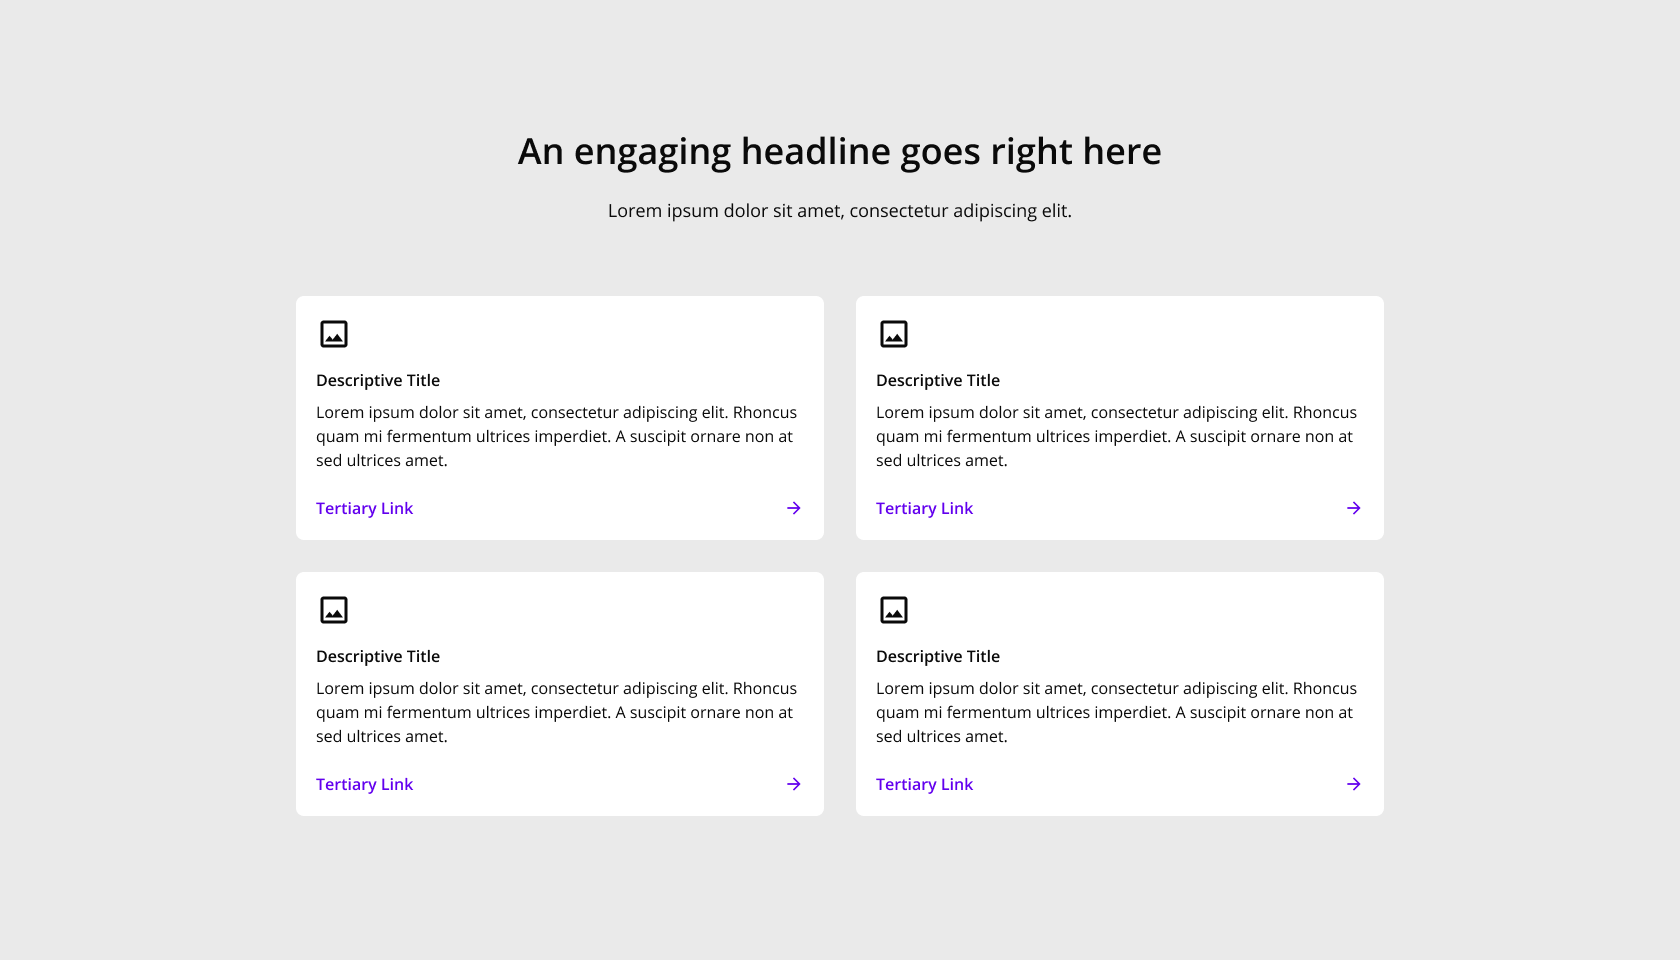 An engaging headline goes right here
Lorem ipsum dolor sit amet, consectetur adipiscing elit.
Descriptive Title
Lorem ipsum dolor sit amet, consectetur adipiscing elit. Rhoncus
quam mi fermentum ultrices imperdiet. A suscipit ornare non at
sed ultrices amet.
Tertiary Link
Descriptive Title
Lorem ipsum dolor sit amet, consectetur adipiscing elit. Rhoncus
quam mi fermentum ultrices imperdiet. A suscipit ornare non at
sed ultrices amet.
Tertiary Link
Descriptive Title
Lorem ipsum dolor sit amet, consectetur adipiscing elit. Rhoncus
quam mi fermentum ultrices imperdiet. A suscipit ornare non at
sed ultrices amet.
Tertiary Link
Descriptive Title
Lorem ipsum dolor sit amet, consectetur adipiscing elit. Rhoncus
quam mi fermentum ultrices imperdiet. A suscipit ornare non at
sed ultrices amet.
Tertiary Link